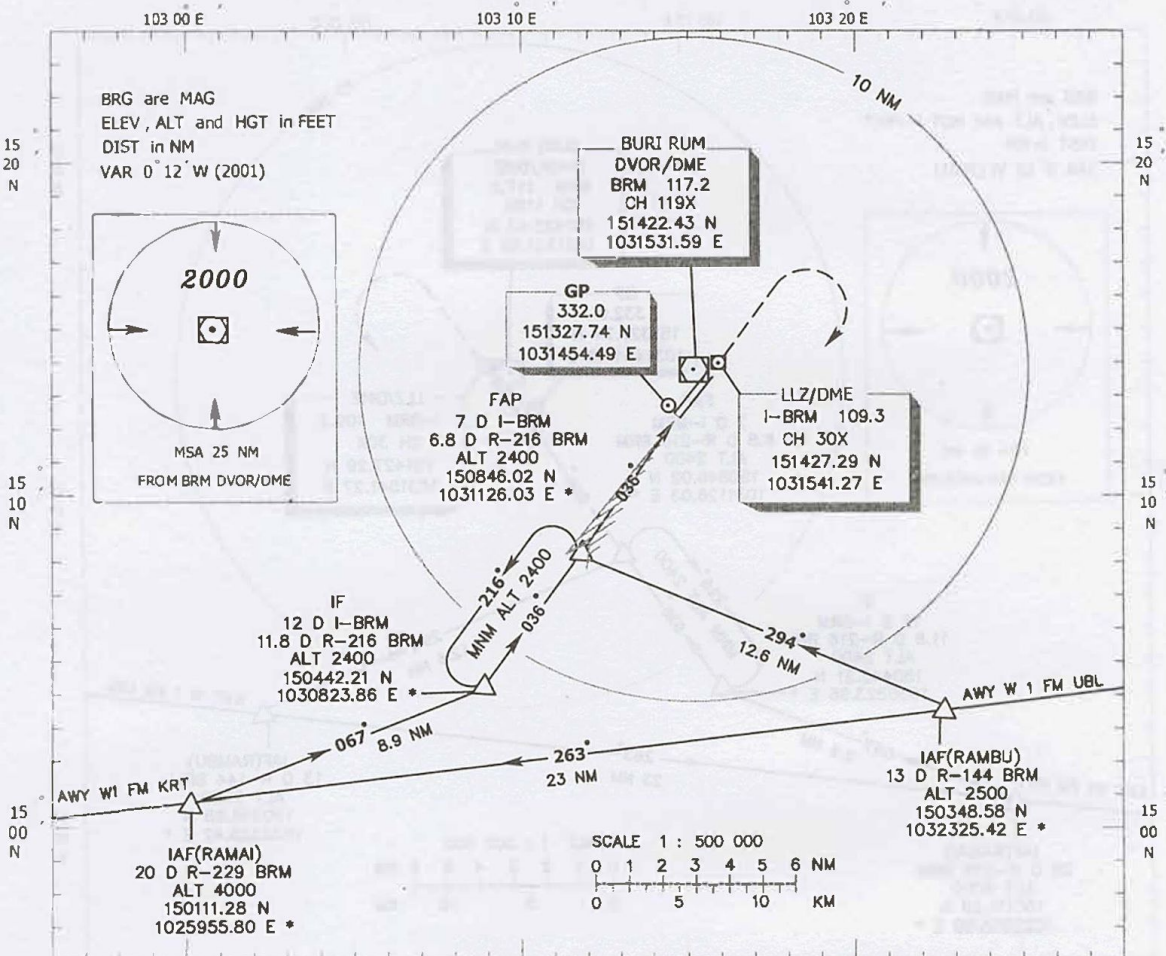 103 00 E
103 10 E
103 20 E
BRG are MAG
ELEV, ALT and HGT in FEET
DIST in NM
VAR 0° 12' W (2001)
15
20
N
15
20
N
10 NM
BURI RUM
DVOR/DME
BRM 117.2
CH 119X
151422.43 N
1031531.59 E
2000
MSA 25 NM
FROM BRM DVOR/DME
GP
332.0
151327.74 N
1031454.49 E
LLZ/DME
I-BRM 109.3
CH 30X
151427.29 N
1031541.27 E
FAP
7 D I-BRM
6.8 D R-216 BRM
ALT 2400
150846.02 N
1031126.03 E *
15
10
N
15
10
N
036°
216°
MNM ALT 2400
036°
IF
12 D I-BRM
11.8 D R-216 BRM
ALT 2400
150442.21 N
1030823.86 E *
294°
12.6 NM
067°
8.9 NM
263°
23 NM
AWY W 1 FM UBL
AWY W1 FM KRT
IAF(RAMBU)
13 D R-144 BRM
ALT 2500
150348.58 N
1032325.42 E *
15
00
N
15
00
N
IAF(RAMAI)
20 D R-229 BRM
ALT 4000
150111.28 N
1025955.80 E *
SCALE 1 : 500 000
0 1 2 3 4 5 6 NM
0 5 10 KM